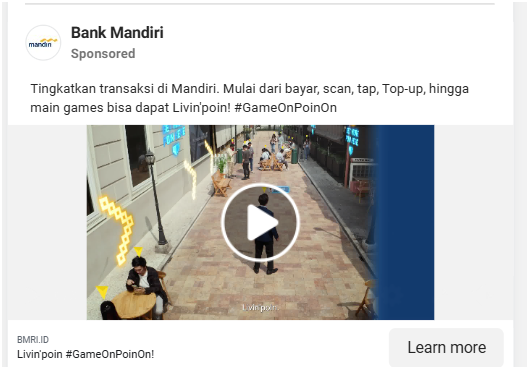 mandiri
Bank Mandiri
Sponsored
Tingkatkan transaksi di Mandiri. Mulai dari bayar, scan, tap, Top-up, hingga
main games bisa dapat Livin'poin! #GameOnPoinOn
Livin'poin
BMRI.ID
Livin'poin #GameOnPoinOn!
Learn more